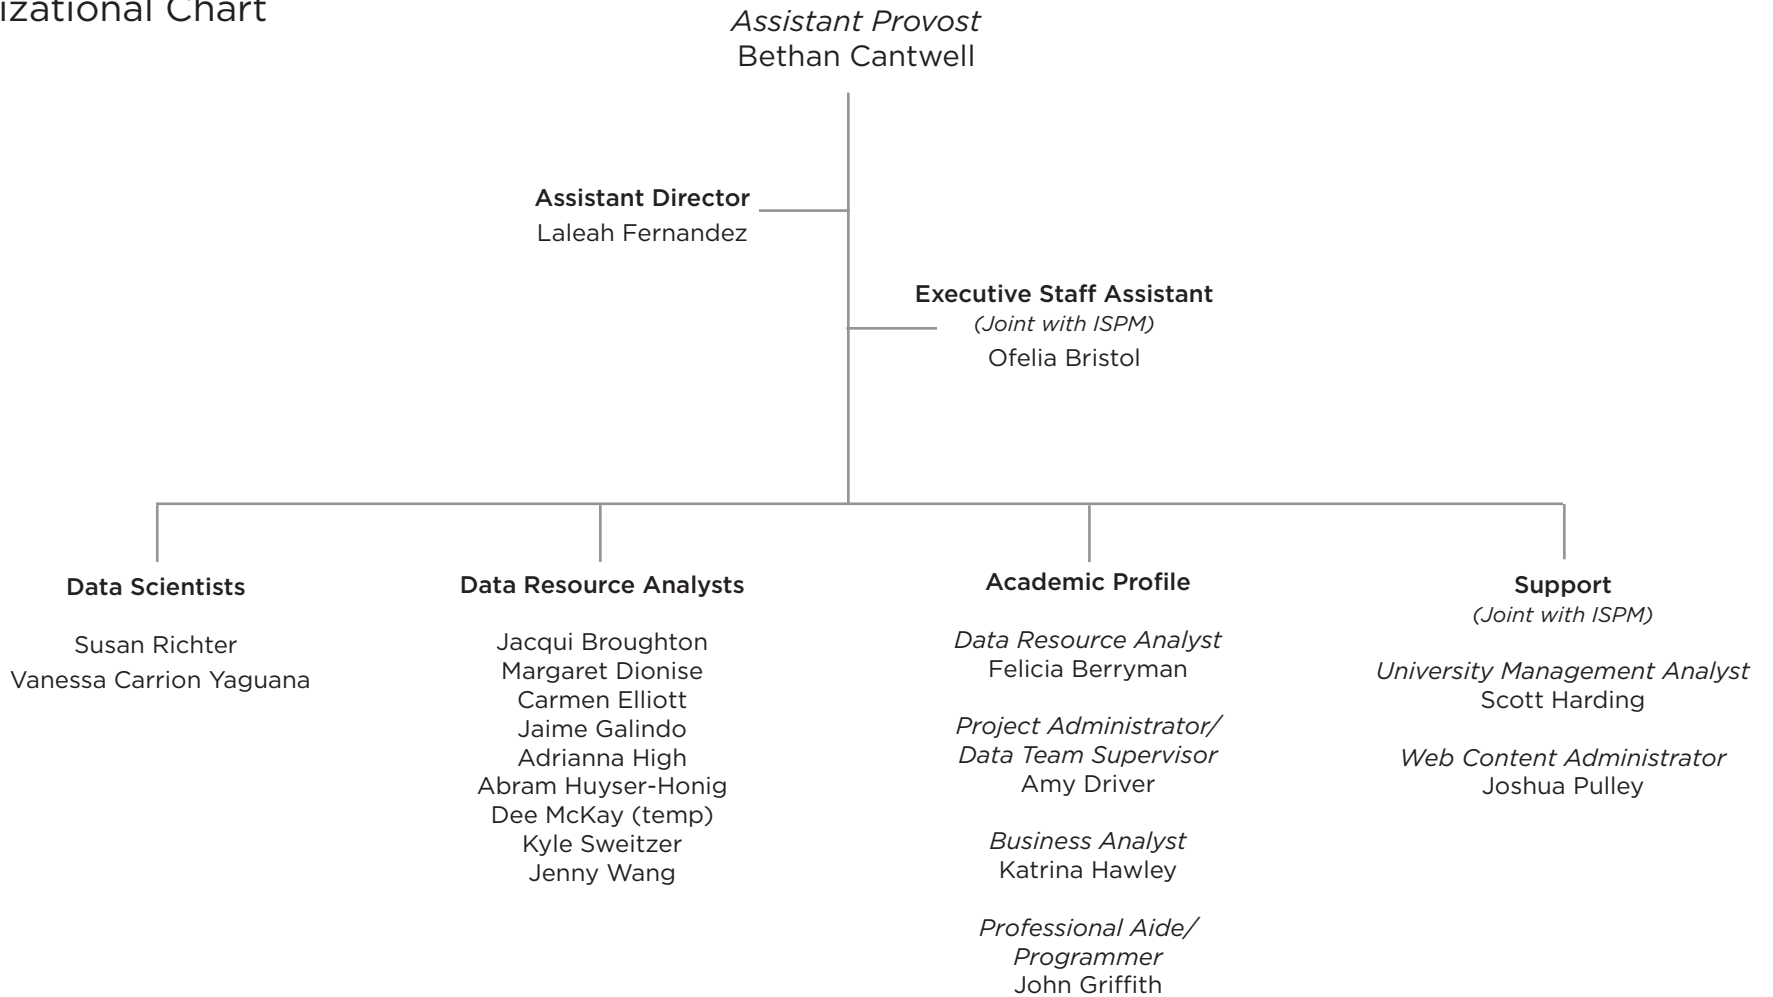 izational Chart
Assistant Provost
Bethan Cantwell
Assistant Director
Laleah Fernandez
Executive Staff Assistant
(Joint with ISPM)
Ofelia Bristol
Data Scientists
Susan Richter
Vanessa Carrion Yaguana
Data Resource Analysts
Jacqui Broughton
Margaret Dionise
Carmen Elliott
Jaime Galindo
Adrianna High
Abram Huyser-Honig
Dee McKay (temp)
Kyle Sweitzer
Jenny Wang
Academic Profile
Data Resource Analyst
Felicia Berryman
Project Administrator/
Data Team Supervisor
Amy Driver
Business Analyst
Katrina Hawley
Professional Aide/
Programmer
John Griffith
Support
(Joint with ISPM)
University Management Analyst
Scott Harding
Web Content Administrator
Joshua Pulley